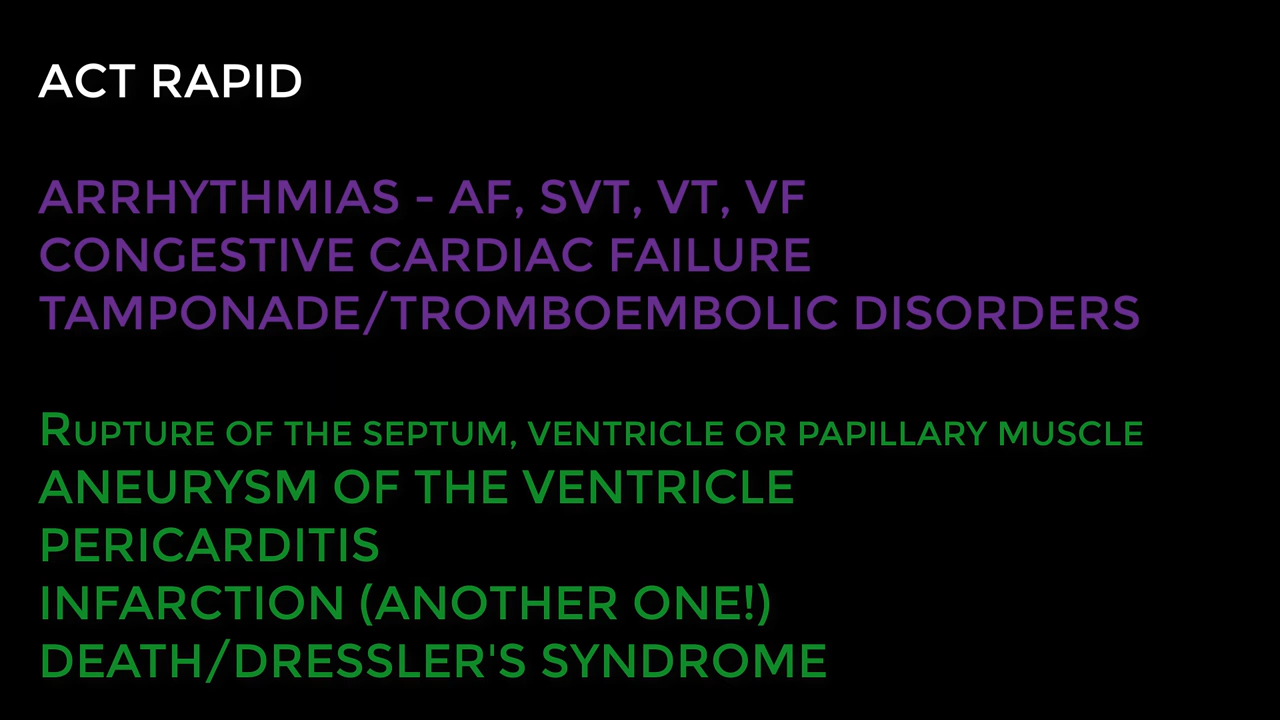 ACT RAPID
ARRHYTHMIAS - AF, SVT, VT, VF
CONGESTIVE CARDIAC FAILURE
TAMPONADE/TROMBOEMBOLIC DISORDERS
RUPTURE OF THE SEPTUM, VENTRICLE OR PAPILLARY MUSCLE
ANEURYSM OF THE VENTRICLE
PERICARDITIS
INFARCTION (ANOTHER ONE!)
DEATH/DRESSLER'S SYNDROME